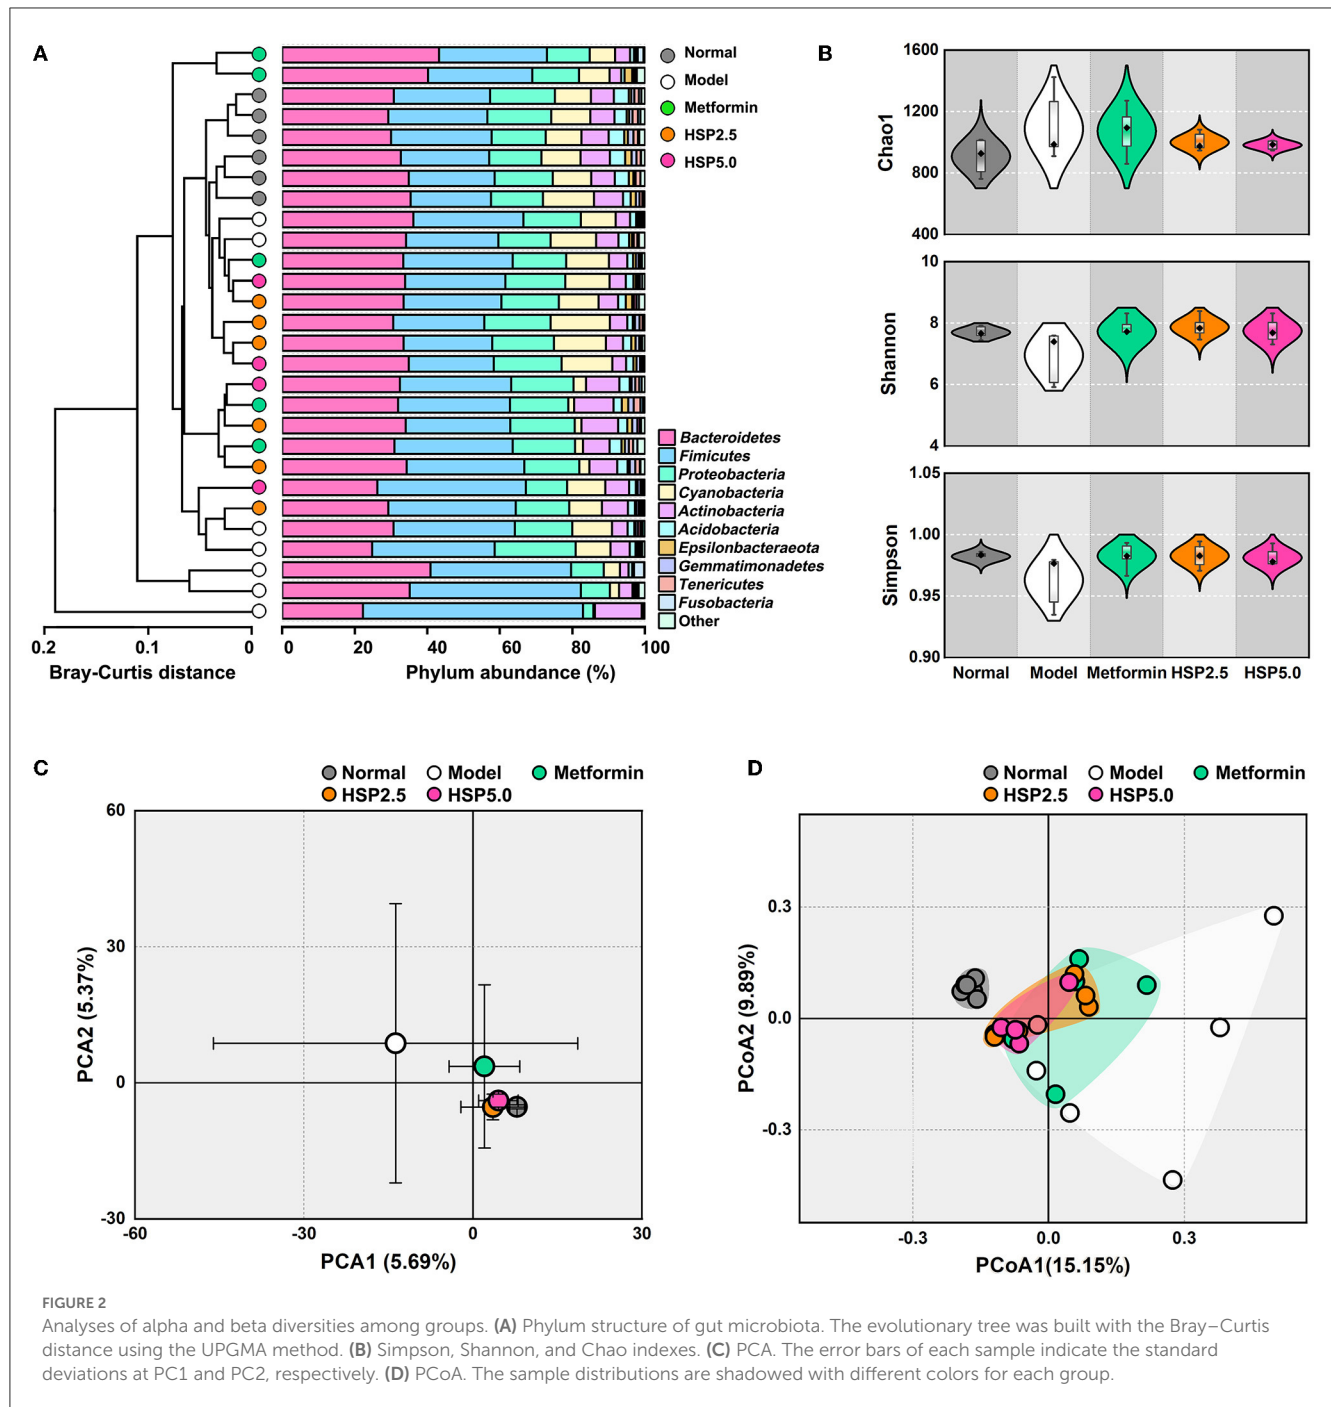 A
Normal
Model
Metformin
HSP2.5
HSP5.0
Bacteroidetes
Fimicutes
Proteobacteria
Cyanobacteria
Actinobacteria
Acidobacteria
Epsilonbacteraeota
Gemmatimonadetes
Tenericutes
Fusobacteria
Other
0.2 0.1 0
Bray-Curtis distance
0 20 40 60 80 100
Phylum abundance (%)
B
1600
1200
800
400
Chao1
10
8
6
4
Shannon
1.05
1.00
0.95
0.90
Simpson
Normal Model Metformin HSP2.5 HSP5.0
C
Normal Model Metformin
HSP2.5 HSP5.0
60
30
0
-30
PCA2 (5.37%)
-60 -30 0 30
PCA1 (5.69%)
D
Normal Model Metformin
HSP2.5 HSP5.0
0.3
0.0
-0.3
PCoA2 (9.89%)
-0.3 0.0 0.3
PCoA1(15.15%)
FIGURE 2
Analyses of alpha and beta diversities among groups. (A) Phylum structure of gut microbiota. The evolutionary tree was built with the Bray–Curtis
distance using the UPGMA method. (B) Simpson, Shannon, and Chao indexes. (C) PCA. The error bars of each sample indicate the standard
deviations at PC1 and PC2, respectively. (D) PCoA. The sample distributions are shadowed with different colors for each group.